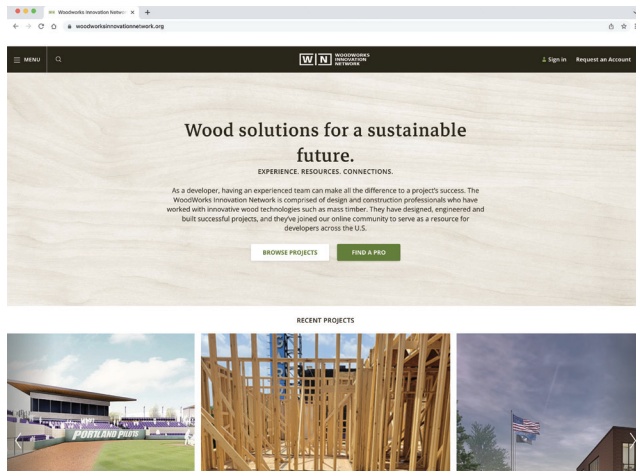 Woodworks Innovation Networ
woodworksinnovationnetwork.org
MENU
W N WOODWORKS
INNOVATION
NETWORK
Sign in Request an Account
Wood solutions for a sustainable
future.
EXPERIENCE. RESOURCES. CONNECTIONS.
As a developer, having an experienced team can make all the difference to a project's success. The
WoodWorks Innovation Network is comprised of design and construction professionals who have
worked with innovative wood technologies such as mass timber. They have designed, engineered and
built successful projects, and they've joined our online community to serve as a resource for
developers across the U.S.
BROWSE PROJECTS FIND A PRO
RECENT PROJECTS
PORTLAND PILOTS